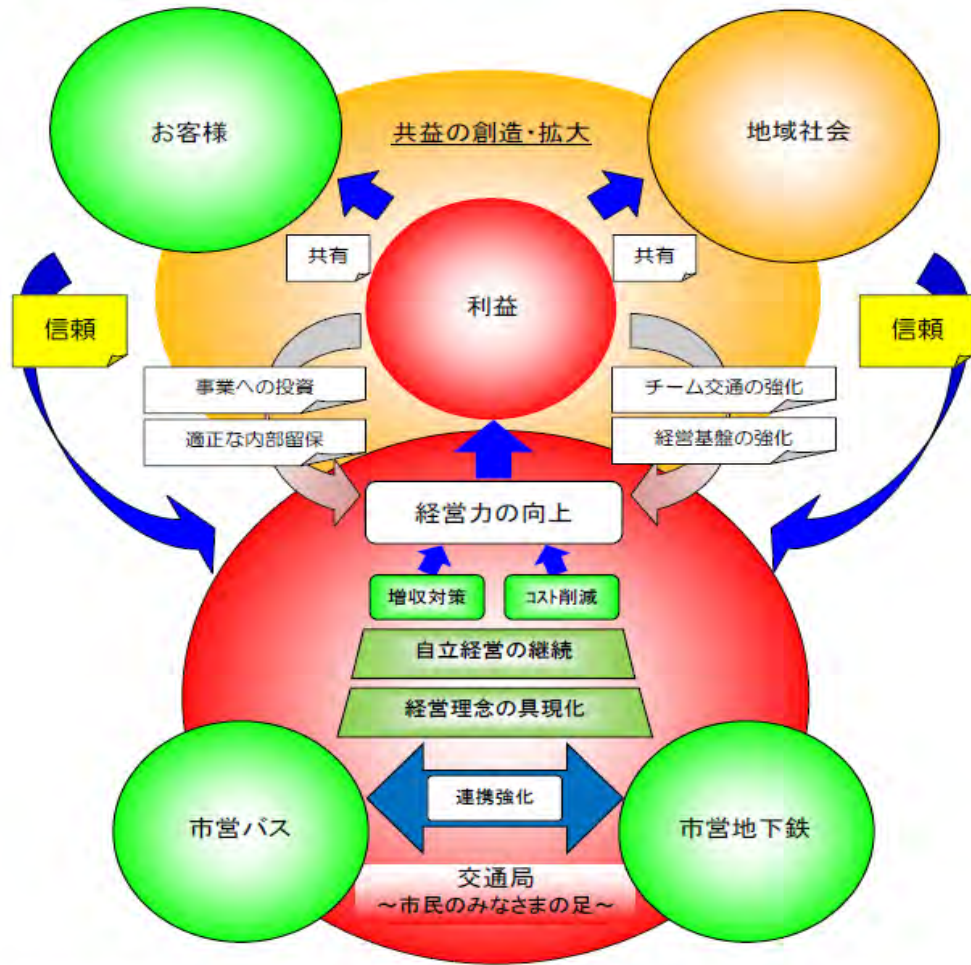 お客様
共益の創造・拡大
地域社会
共有
共有
利益
信頼
信頼
事業への投資
チーム交通の強化
適正な内部留保
経営基盤の強化
経営力の向上
増収対策
コスト削減
自立経営の継続
経営理念の具現化
連携強化
市営バス
市営地下鉄
交通局
～市民のみなさまの足～